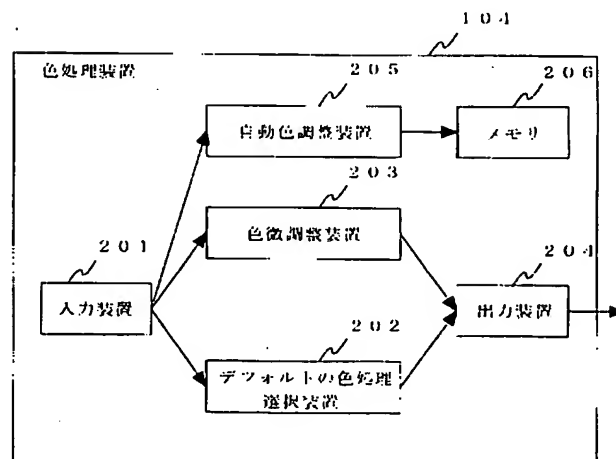 104
色処理装置
205
206
自動色調整装置
メモリ
203
色微調整装置
201
204
入力装置
出力装置
202
デフォルトの色処理
選択装置